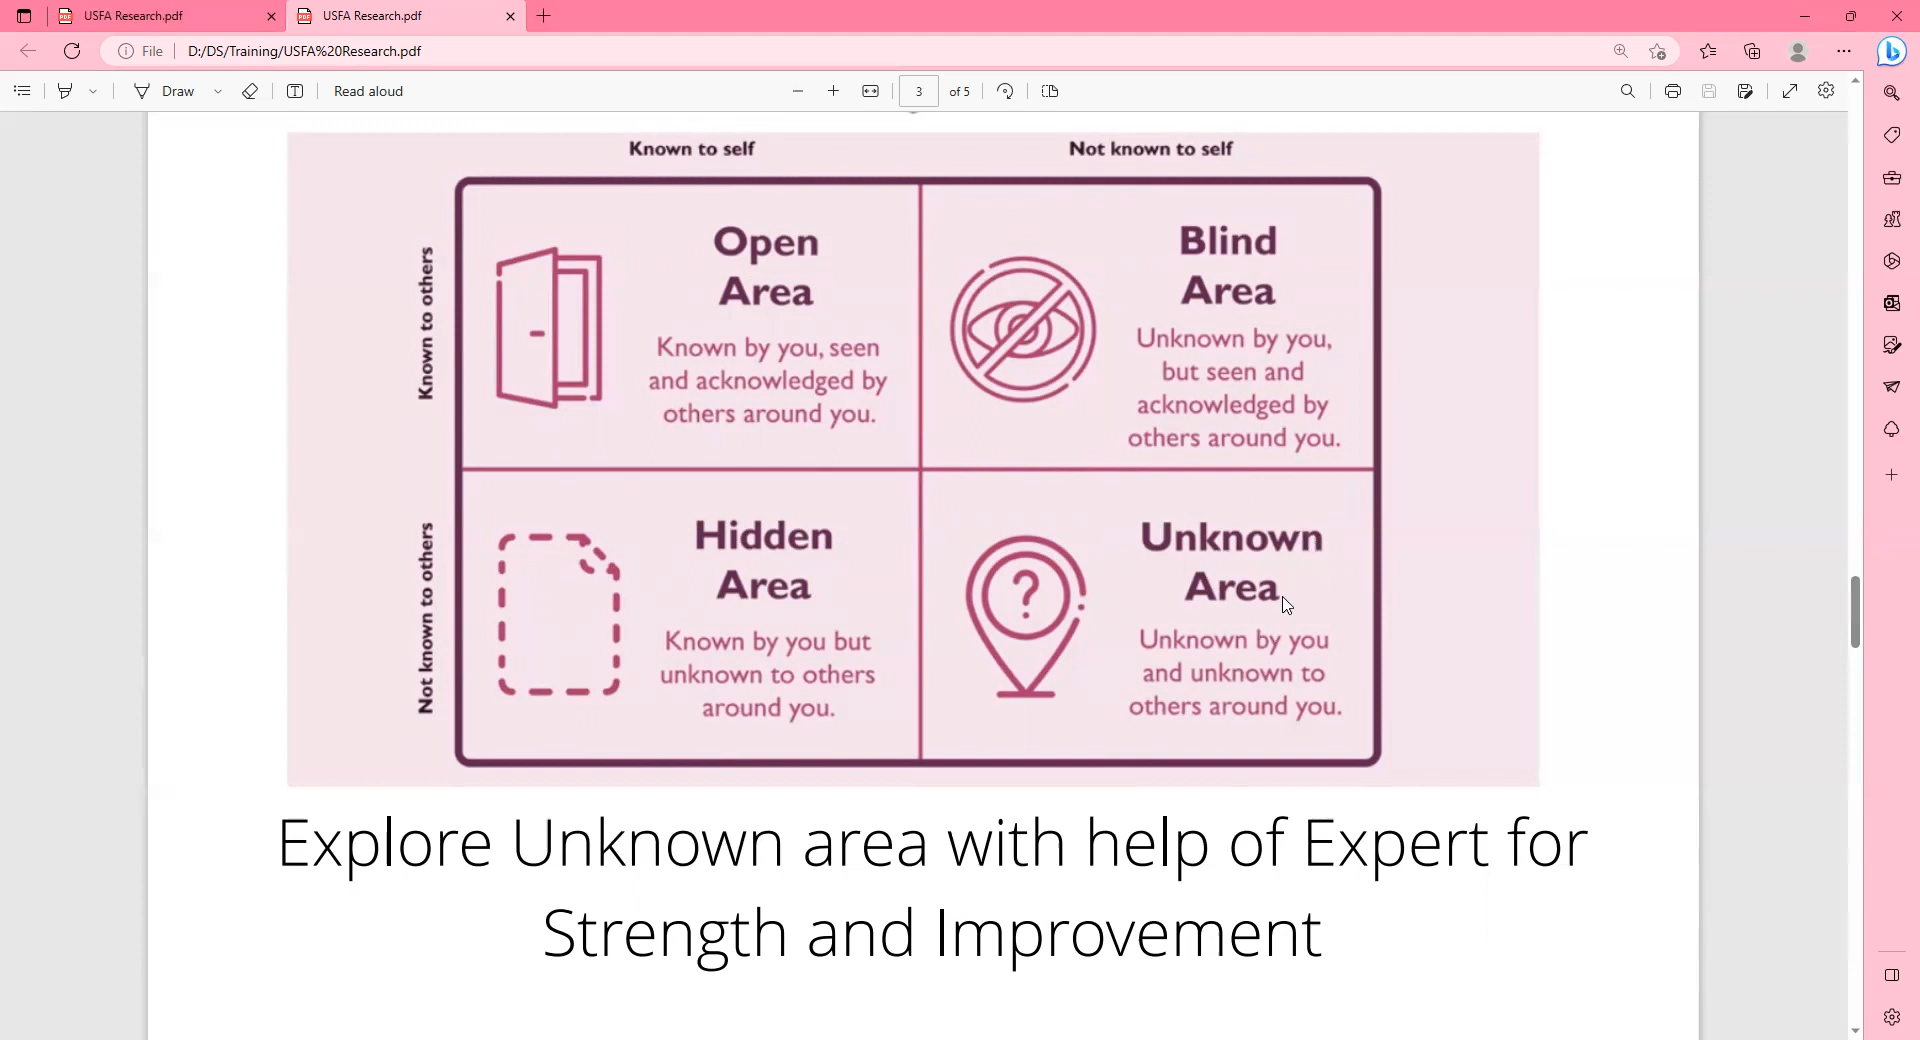 USFA Research.pdf
USFA Research.pdf
File
D:/DS/Training/USFA%20Research.pdf
Draw
Read aloud
3
of 5
Known to self
Not known to self
Known to others
Open
Area
Known by you, seen
and acknowledged by
others around you.
Blind
Area
Unknown by you,
but seen and
acknowledged by
others around you.
Not known to others
Hidden
Area
Known by you but
unknown to others
around you.
?
Unknown
Area
Unknown by you
and unknown to
others around you.
Explore Unknown area with help of Expert for
Strength and Improvement